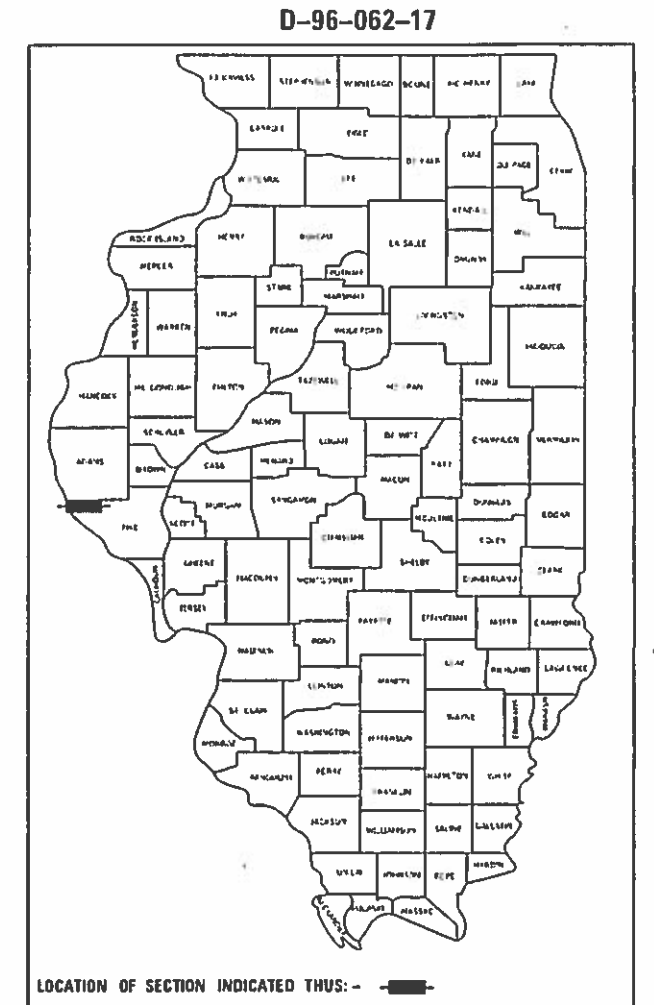 D-96-062-17
STEPHENSON WINNEBAGO BOONE MC HENRY LAKE
CARROLL OGLE
DE KALB KANE DU PAGE COOK
WHITESIDE LEE
KENDALL WILL
ROCK ISLAND HENRY BUREAU LA SALLE
MERCER PUTNAM GRUNDY
STARK MARSHALL KANKAKEE
HENDERSON WARREN KNOX
PEORIA WOODFORD LIVINGSTON IROQUOIS
HANCOCK MC DONOUGH FULTON TAZEWELL MC LEAN FORD
MASON
SCHUYLER LOGAN DE WITT CHAMPAIGN VERMILION
ADAMS BROWN CASS MENARD PIATT
MACON
MORGAN SANGAMON MOULTRIE DOUGLAS EDGAR
PIKE SCOTT
CHRISTIAN COLES
GREENE SHELBY
CALHOUN MACOUPIN MONTGOMERY CUMBERLAND CLARK
JERSEY
FAYETTE EFFINGHAM JASPER CRAWFORD
MADISON BOND
CLAY RICHLAND LAWRENCE
CLINTON MARION
ST. CLAIR WAYNE EDWARDS WABASH
WASHINGTON JEFFERSON
MONROE
RANDOLPH PERRY HAMILTON WHITE
FRANKLIN
JACKSON WILLIAMSON SALINE GALLATIN
UNION JOHNSON POPE HARDIN
ALEXANDER PULASKI MASSAC
LOCATION OF SECTION INDICATED THUS: -